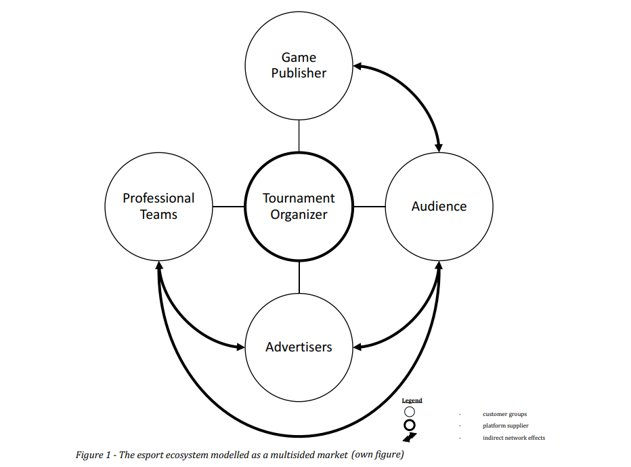 Game
Publisher
Professional
Teams
Tournament
Organizer
Audience
Advertisers
Legend
- customer groups
- platform supplier
- indirect network effects
Figure 1 - The esport ecosystem modelled as a multisided market (own figure)